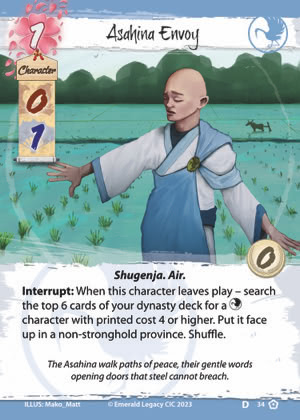 1
Asahina Envoy
Character
0
1
0
Shugenja. Air.
Interrupt: When this character leaves play – search
the top 6 cards of your dynasty deck for a
character with printed cost 4 or higher. Put it face
up in a non-stronghold province. Shuffle.
The Asahina walk paths of peace, their gentle words
opening doors that steel cannot breach.
ILLUS: Mako_Matt © Emerald Legacy CIC 2023 D 34